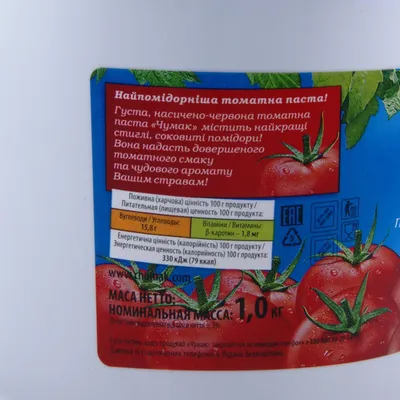 Найпомідорніша томатна паста!
Густа, насичено-червона томатна
паста «Чумак» містить найкращі
стиглі, соковиті помідори!
Вона надасть довершеного
томатного смаку
та чудового аромату
Вашим стравам!
Поживна (харчова) цінність 100 г продукту /
Питательная (пищевая) ценность 100 г продукта:
Вуглеводи / Углеводы:
15,8 г
Вітаміни / Витамины:
β-каротин – 1,8 мг
Енергетична цінність (калорійність) 100 г продукту /
Энергетическая ценность (калорийность) 100 г продукта:
330 кДж (79 ккал)
EAC
www.chumak.com
МАСА НЕТТО:
НОМИНАЛЬНАЯ МАССА:
1,0 кг